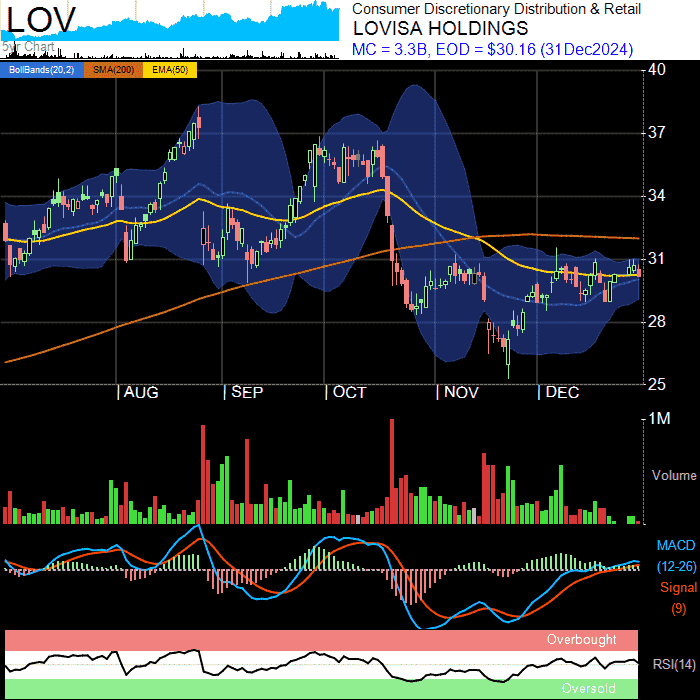 LOV
5yr Chart
Consumer Discretionary Distribution & Retail
LOVISA HOLDINGS
MC = 3.3B, EOD = $30.16 (31Dec2024)
BollBands(20,2) SMA(200) EMA(50)
40
37
34
31
28
25
| AUG | SEP | OCT | NOV | DEC
1M
Volume
MACD
(12-26)
Signal
(9)
Overbought
RSI(14)
Oversold